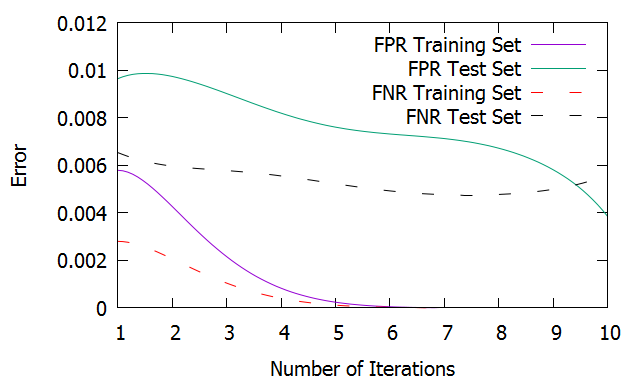 0.012
0.01
0.008
0.006
0.004
0.002
0
Error
FPR Training Set
FPR Test Set
FNR Training Set
FNR Test Set
1 2 3 4 5 6 7 8 9 10
Number of Iterations